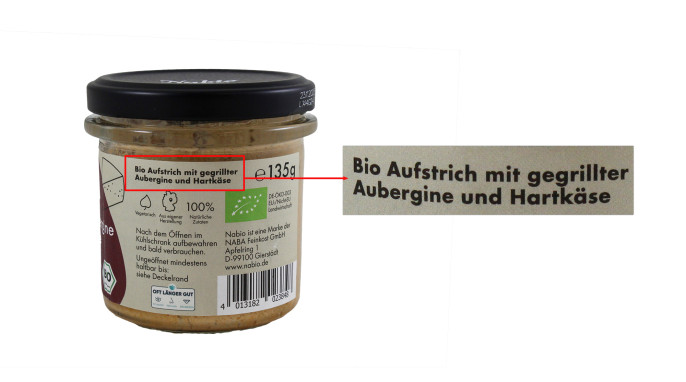 Nabio
Bio Aufstrich mit gegrillter
Aubergine und Hartkäse
e 135g
Vegetarisch
Aus eigener
Herstellung
100%
Natürliche
Zutaten
DE-ÖKO-003
EU/Nicht-EU
Landwirtschaft
Nach dem Öffnen im
Kühlschrank aufbewahren
und bald verbrauchen.
Ungeöffnet mindestens
haltbar bis:
siehe Deckelrand
Nabio ist eine Marke der
NABA Feinkost GmbH
Apfelring 1
D-99100 Gierstädt
www.nabio.de
OFT LÄNGER GUT
4 013182 023848
Bio Aufstrich mit gegrillter
Aubergine und Hartkäse